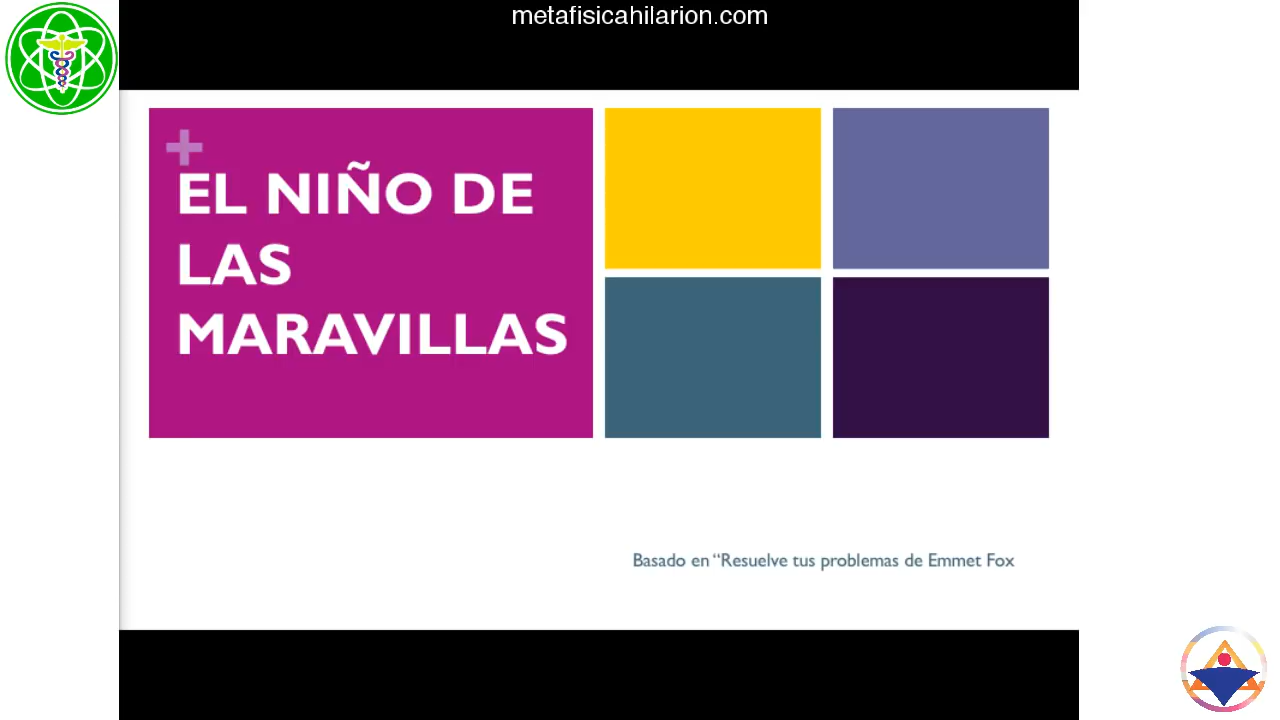 metafisicahilarion.com
+
EL NIÑO DE
LAS
MARAVILLAS
Basado en “Resuelve tus problemas de Emmet Fox